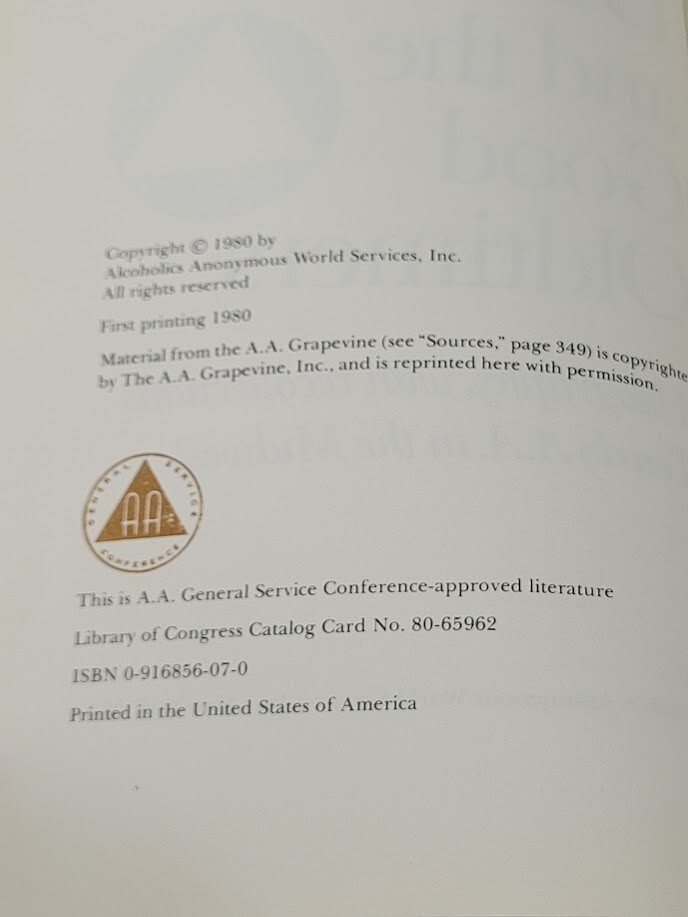 Copyright © 1980 by
Alcoholics Anonymous World Services, Inc.
All rights reserved
First printing 1980
Material from the A.A. Grapevine (see "Sources," page 349) is copyrighte
by The A.A. Grapevine, Inc., and is reprinted here with permission.
GENERAL SERVICE
AA
CONFERENCE
This is A.A. General Service Conference-approved literature
Library of Congress Catalog Card No. 80-65962
ISBN 0-916856-07-0
Printed in the United States of America